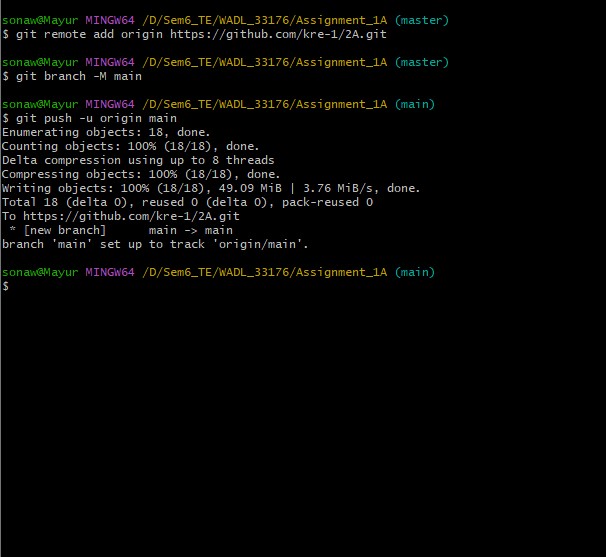 sonaw@Mayur MINGW64 /D/Sem6_TE/WADL_33176/Assignment_1A (master)
$ git remote add origin https://github.com/kre-1/2A.git
sonaw@Mayur MINGW64 /D/Sem6_TE/WADL_33176/Assignment_1A (master)
$ git branch -M main
sonaw@Mayur MINGW64 /D/Sem6_TE/WADL_33176/Assignment_1A (main)
$ git push -u origin main
Enumerating objects: 18, done.
Counting objects: 100% (18/18), done.
Delta compression using up to 8 threads
Compressing objects: 100% (18/18), done.
Writing objects: 100% (18/18), 49.09 MiB | 3.76 MiB/s, done.
Total 18 (delta 0), reused 0 (delta 0), pack-reused 0
To https://github.com/kre-1/2A.git
 * [new branch]      main -> main
branch 'main' set up to track 'origin/main'.
sonaw@Mayur MINGW64 /D/Sem6_TE/WADL_33176/Assignment_1A (main)
$